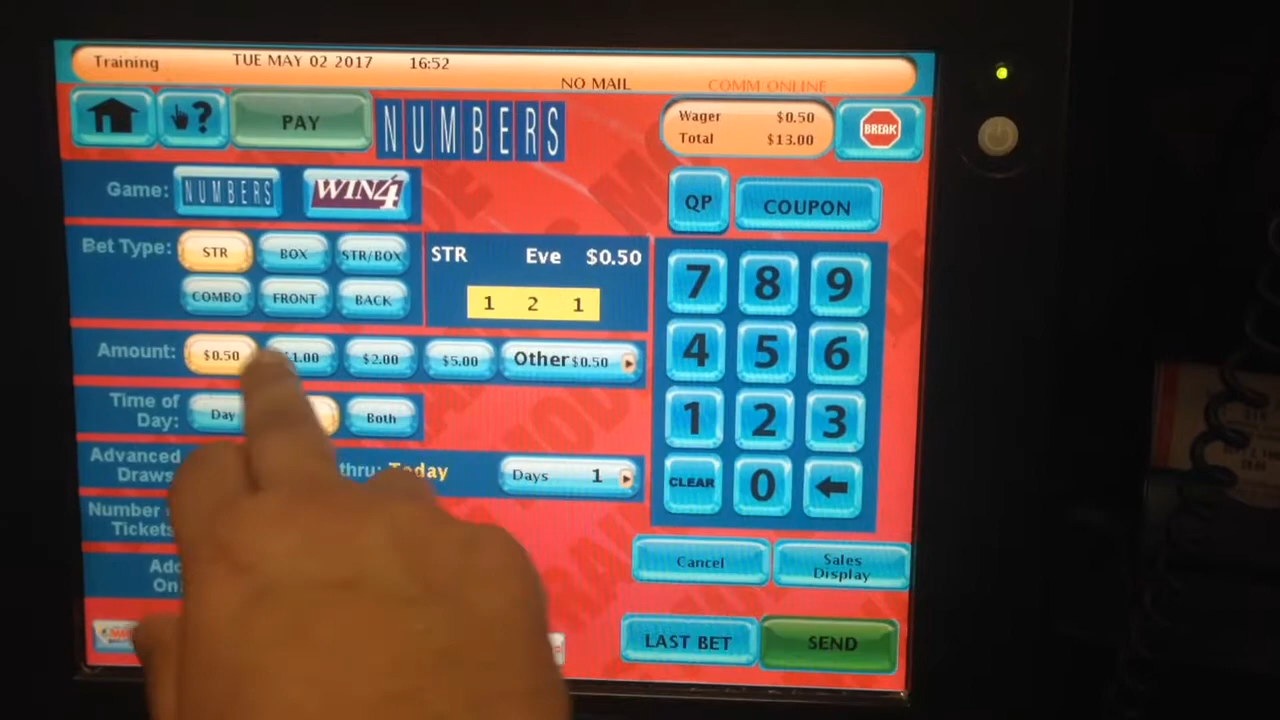 Training TUE MAY 02 2017 16:52
NO MAIL COMM ONLINE
PAY NUMBERS
Wager $0.50
Total $13.00
BREAK
Game: NUMBERS WIN4
QP COUPON
Bet Type: STR BOX STR/BOX
COMBO FRONT BACK
STR Eve $0.50
1 2 1
7 8 9
4 5 6
1 2 3
CLEAR 0
Amount: $0.50 $1.00 $2.00 $5.00 Other $0.50
Time of
Day: Day Both
Advanced
Draws thru: Today Days 1
Number
Tickets
Cancel Sales
Display
LAST BET SEND